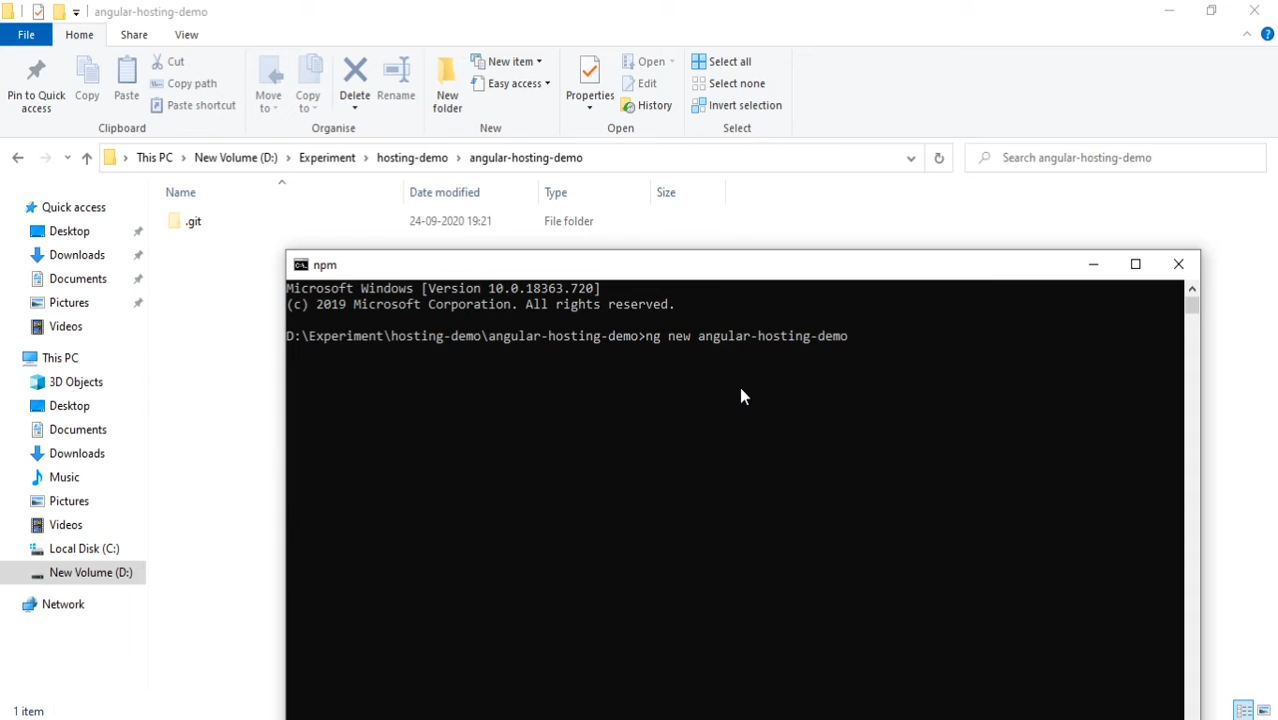 angular-hosting-demo
File Home Share View
Pin to Quick access
Copy
Paste
Cut
Copy path
Paste shortcut
Clipboard
Move to
Copy to
Delete
Rename
Organise
New folder
New item
Easy access
New
Properties
Open
Edit
History
Open
Select all
Select none
Invert selection
Select
This PC New Volume (D:) Experiment hosting-demo angular-hosting-demo
Search angular-hosting-demo
Name Date modified Type Size
.git 24-09-2020 19:21 File folder
Quick access
Desktop
Downloads
Documents
Pictures
Videos
This PC
3D Objects
Desktop
Documents
Downloads
Music
Pictures
Videos
Local Disk (C:)
New Volume (D:)
Network
1 item
C:\. npm
Microsoft Windows [Version 10.0.18363.720]
(c) 2019 Microsoft Corporation. All rights reserved.
D:\Experiment\hosting-demo\angular-hosting-demo>ng new angular-hosting-demo